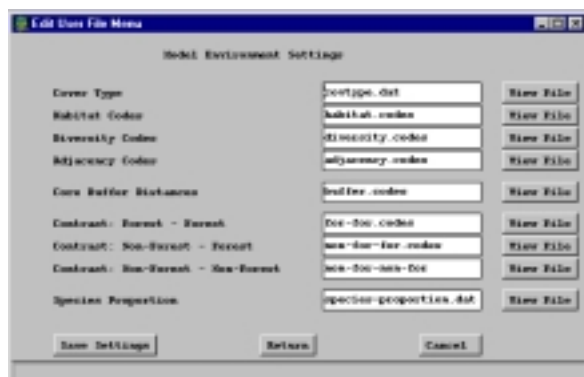 Edit User File Menu
Model Environment Settings
Cover Type covtype.dat View File
Habitat Codes habitat.codes View File
Diversity Codes diversity.codes View File
Adjacency Codes adjacency.codes View File
Core Buffer Distances buffer.codes View File
Contrast: Forest - Forest for-for.codes View File
Contrast: Non-Forest - Forest non-for-for.codes View File
Contrast: Non-Forest - Non-Forest non-for-non-for View File
Species Proportion species-proportion.dat View File
Save Settings Return Cancel